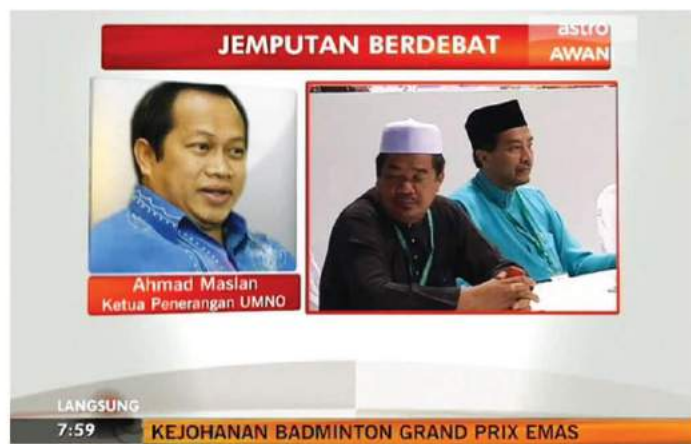 JEMPUTAN BERDEBAT
astro
AWANI
Ahmad Maslan
Ketua Penerangan UMNO
LANGSUNG
7:59
KEJOHANAN BADMINTON GRAND PRIX EMAS